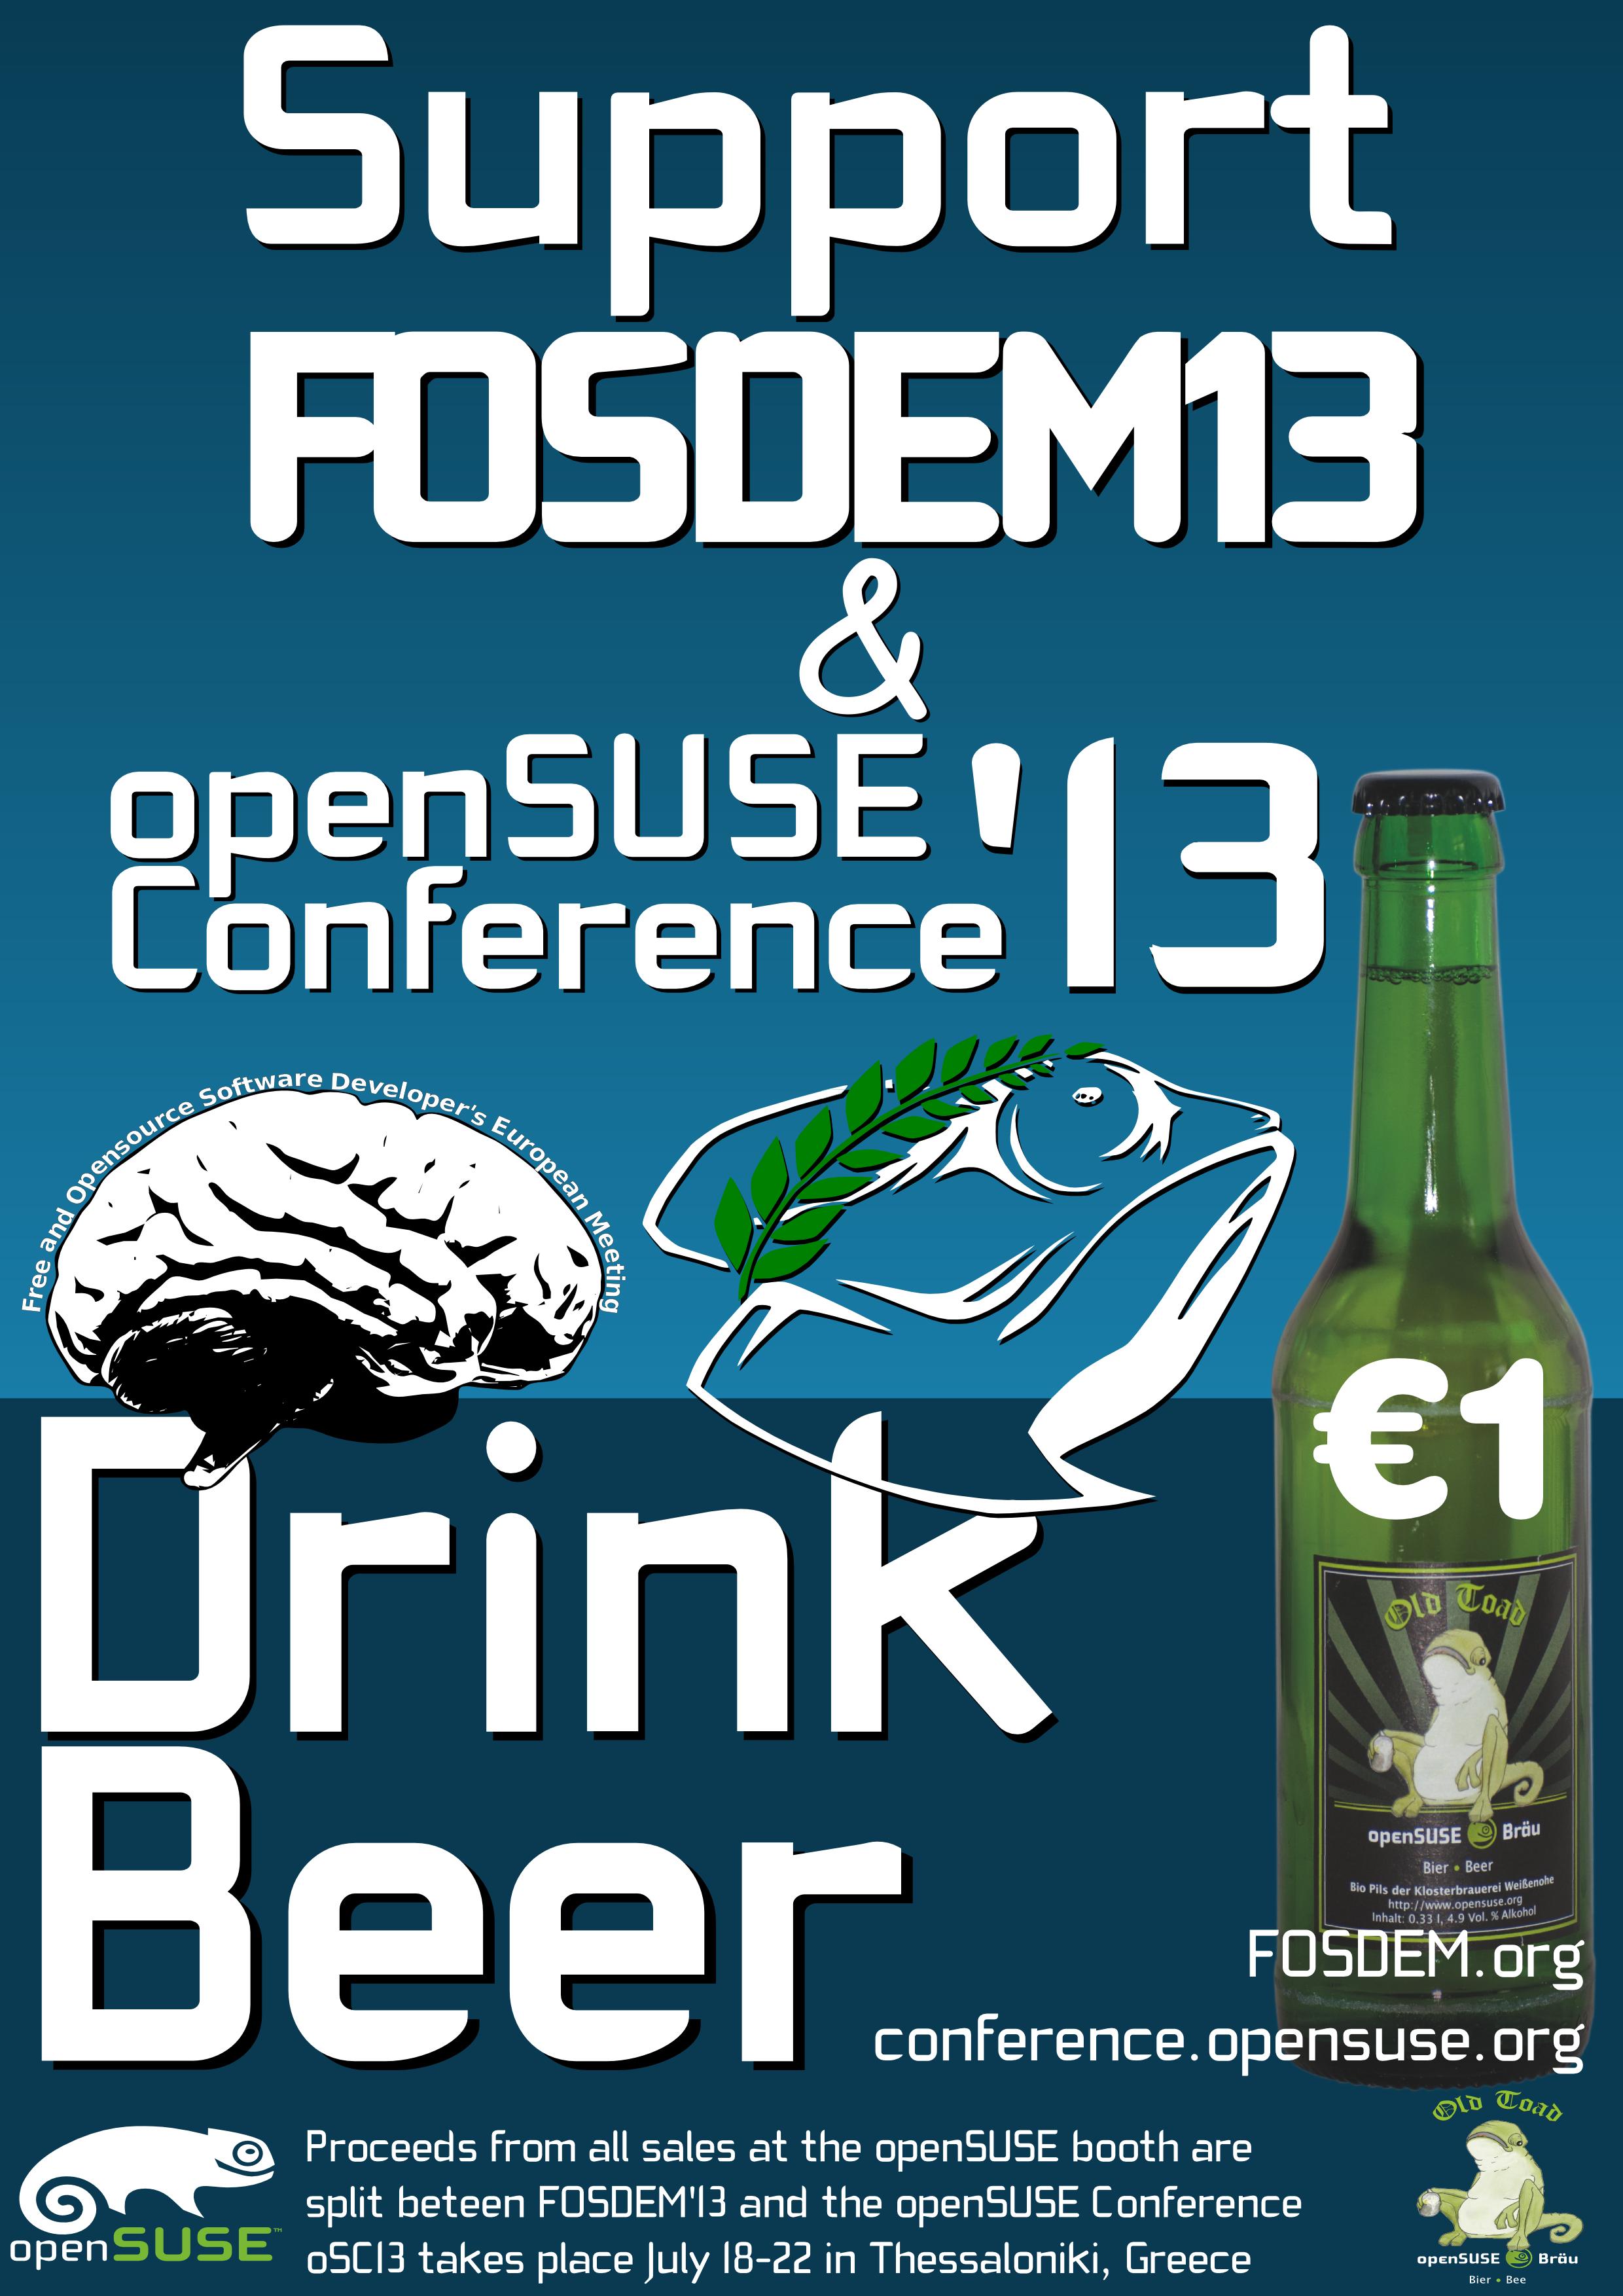 Support
FOSDEM13
&
openSUSE
Conference '13
Free and Opensource Software Developer's European Meeting
€1
Drink
Beer
Old Toad
openSUSE Bräu
Bier • Beer
Bio Pils der Klosterbrauerei Weißenohe
http://www.opensuse.org
Inhalt: 0.33 l, 4.9 Vol. % Alkohol
FOSDEM.org
conference.opensuse.org
openSUSE™
Proceeds from all sales at the openSUSE booth are
split beteen FOSDEM'13 and the openSUSE Conference
oSC13 takes place July 18-22 in Thessaloniki, Greece
Old Toad
openSUSE Bräu
Bier • Bee